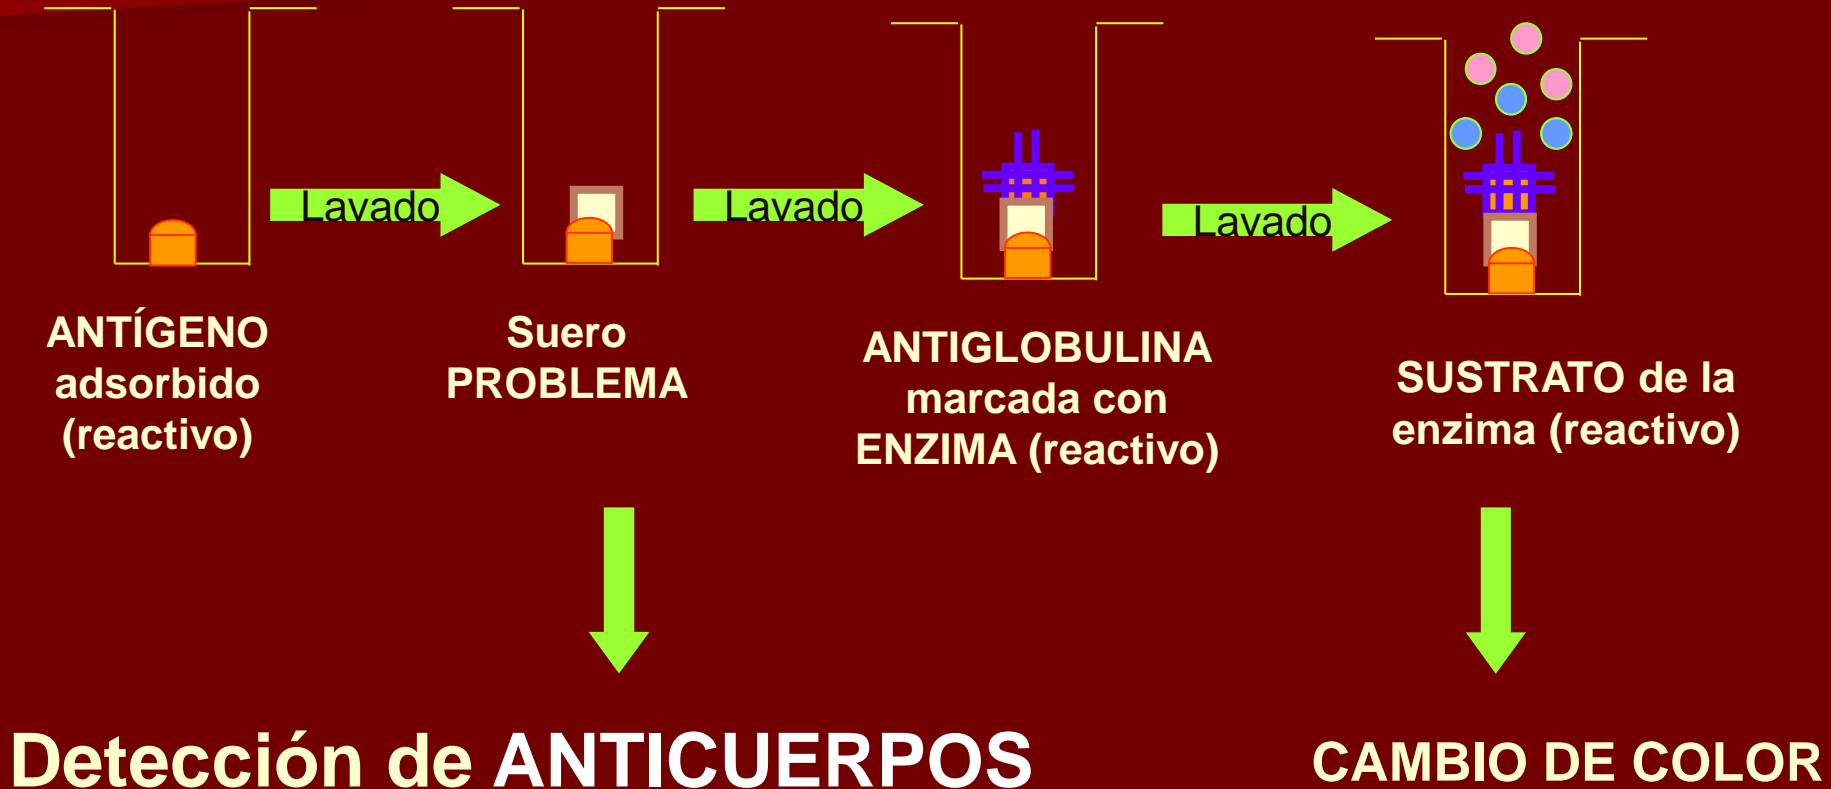 Lavado
Lavado
Lavado
ANTÍGENO
adsorbido
(reactivo)
Suero
PROBLEMA
ANTIGLOBULINA
marcada con
ENZIMA (reactivo)
SUSTRATO de la
enzima (reactivo)
Detección de ANTICUERPOS
CAMBIO DE COLOR